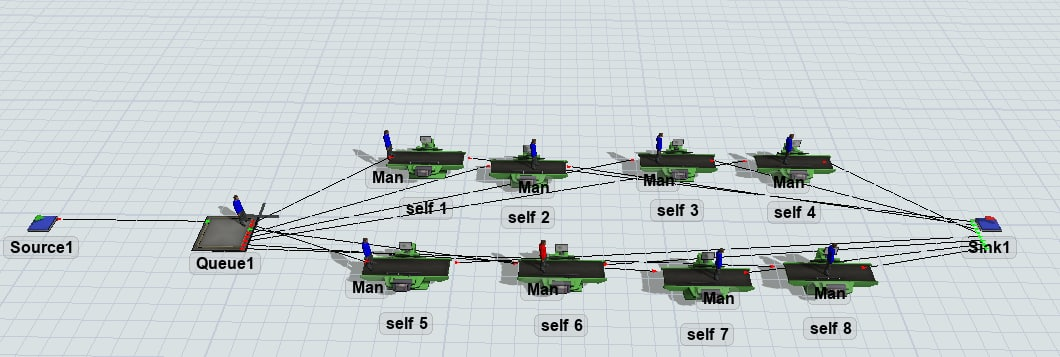 Man
Man
Man
Man
self 1
self 2
self 3
self 4
Source1
Queue1
Sink1
Man
Man
Man
Man
self 5
self 6
self 7
self 8